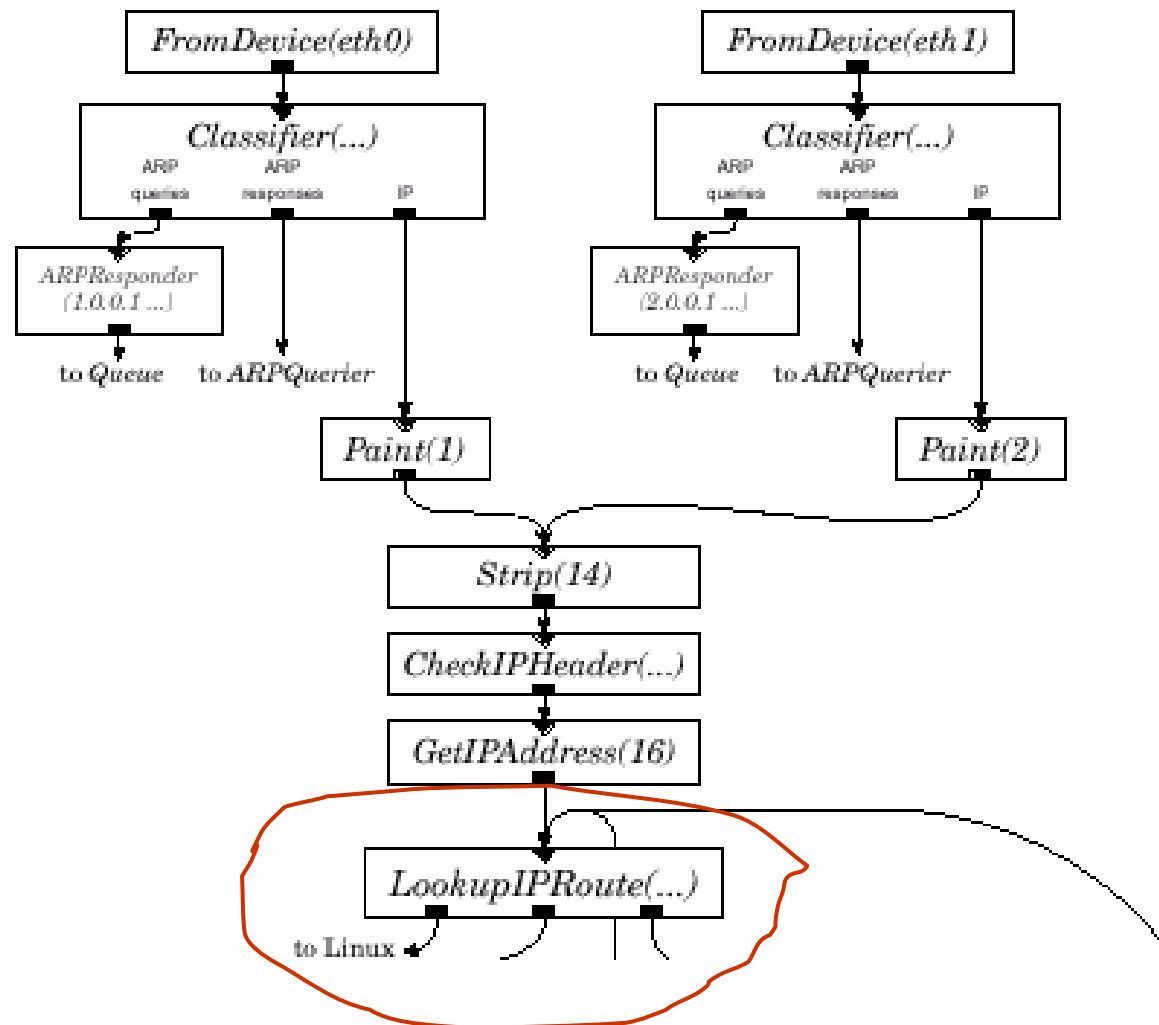 FromDevice(eth0)
FromDevice(eth1)
Classifier(...)
ARP
queries
ARP
responses
IP
Classifier(...)
ARP
queries
ARP
responses
IP
ARPResponder
(1.0.0.1 ...)
ARPResponder
(2.0.0.1 ...)
to Queue
to ARPQuerier
to Queue
to ARPQuerier
Paint(1)
Paint(2)
Strip(14)
CheckIPHeader(...)
GetIPAddress(16)
LookupIPRoute(...)
to Linux